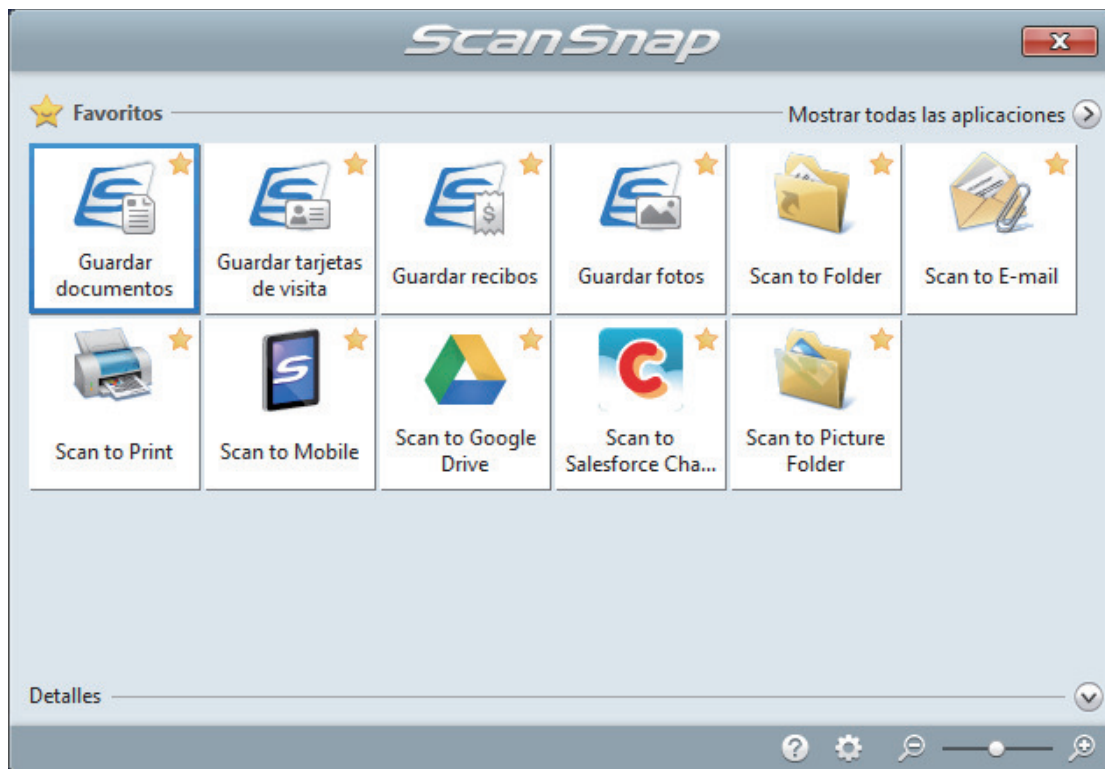 ScanSnap
Favoritos
Mostrar todas las aplicaciones
Guardar
documentos
Guardar tarjetas
de visita
Guardar recibos
Guardar fotos
Scan to Folder
Scan to E-mail
Scan to Print
Scan to Mobile
Scan to Google
Drive
Scan to
Salesforce Cha...
Scan to Picture
Folder
Detalles